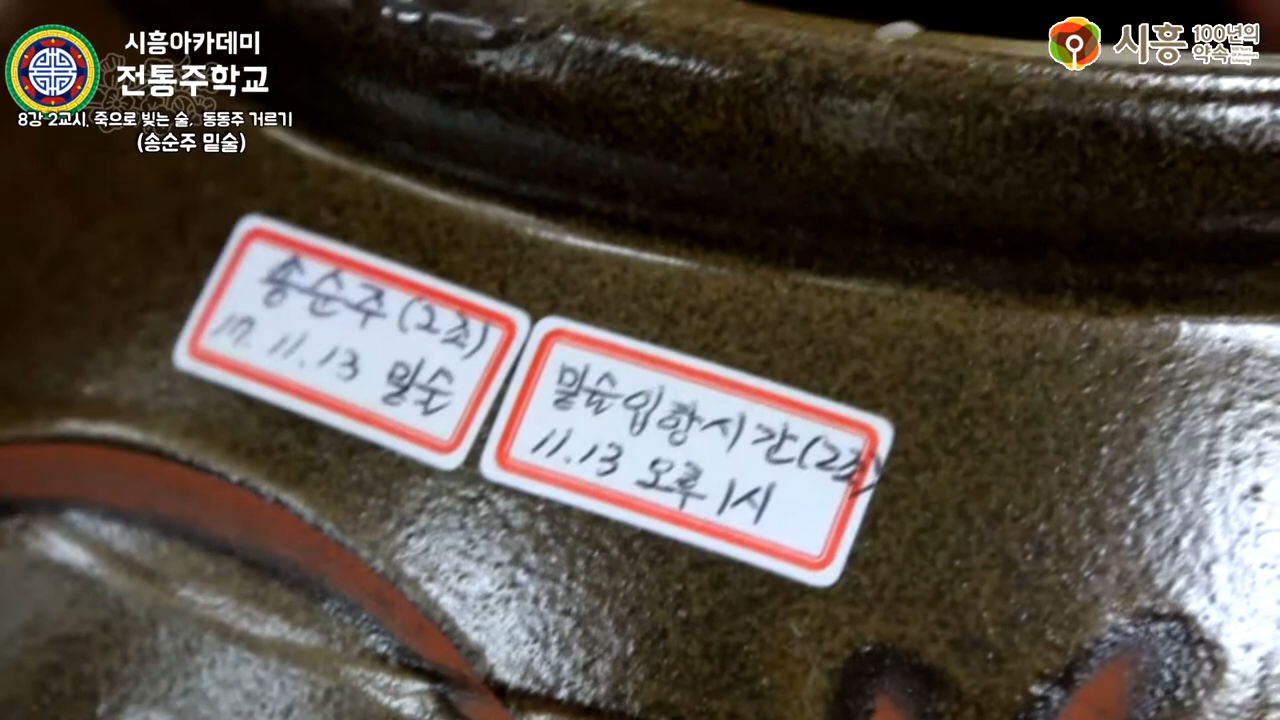 시흥아카데미
전통주학교
8강 2교시. 죽으로 빚는 술, 동동주 거르기
(송순주 밑술)
시흥 100년의
약속
송순주 (2조)
17. 11. 13 밑술
밑술입항시간(2조)
11.13 오후 1시